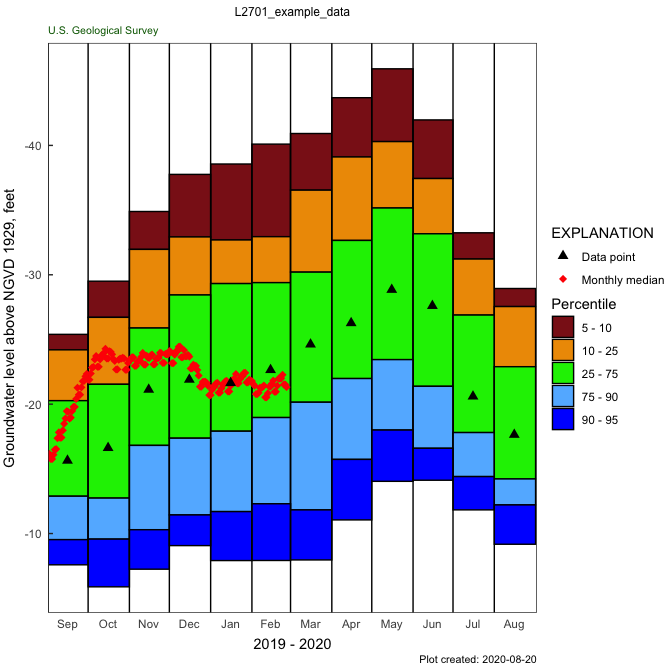 L2701_example_data
U.S. Geological Survey
Groundwater level above NGVD 1929, feet
-40
-30
-20
-10
Sep Oct Nov Dec Jan Feb Mar Apr May Jun Jul Aug
2019 - 2020
EXPLANATION
Data point
Monthly median
Percentile
5 - 10
10 - 25
25 - 75
75 - 90
90 - 95
Plot created: 2020-08-20